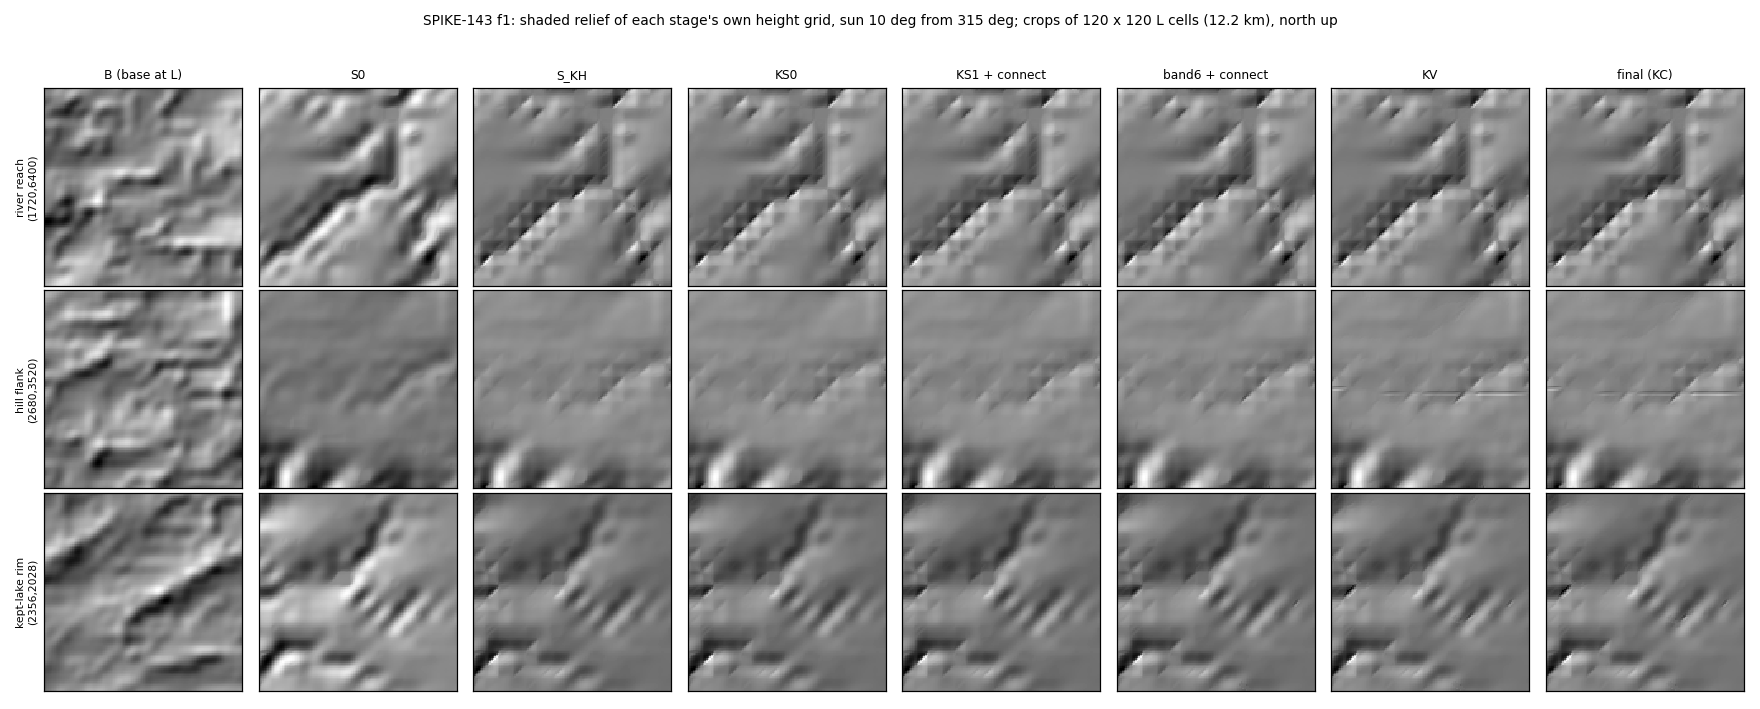 SPIKE-143 f1: shaded relief of each stage's own height grid, sun 10 deg from 315 deg; crops of 120 x 120 L cells (12.2 km), north up
B (base at L)
S0
S_KH
KS0
KS1 + connect
band6 + connect
KV
final (KC)
river reach
(1720,6400)
hill flank
(2680,3520)
kept-lake rim
(2356,2028)